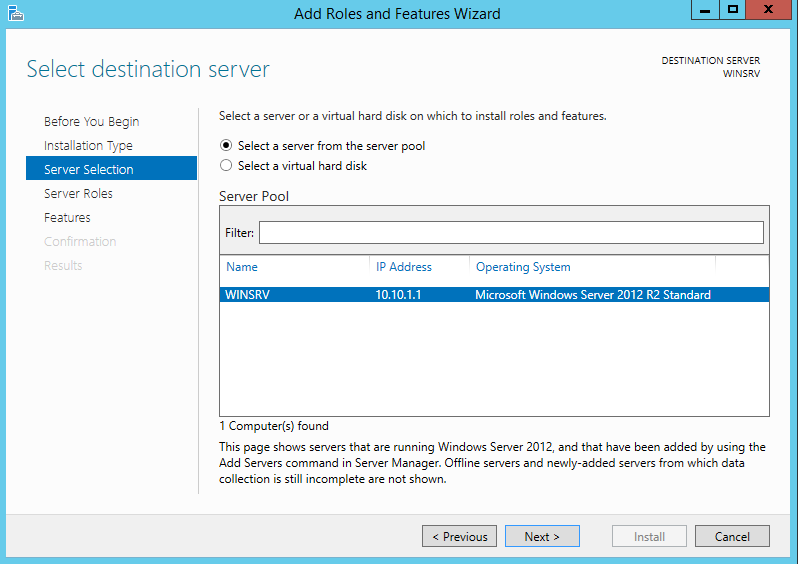 Add Roles and Features Wizard
Select destination server
DESTINATION SERVER
WINSRV
Before You Begin
Installation Type
Server Selection
Server Roles
Features
Confirmation
Results
Select a server or a virtual hard disk on which to install roles and features.
Select a server from the server pool
Select a virtual hard disk
Server Pool
Filter:
Name IP Address Operating System
WINSRV 10.10.1.1 Microsoft Windows Server 2012 R2 Standard
1 Computer(s) found
This page shows servers that are running Windows Server 2012, and that have been added by using the
Add Servers command in Server Manager. Offline servers and newly-added servers from which data
collection is still incomplete are not shown.
< Previous Next > Install Cancel